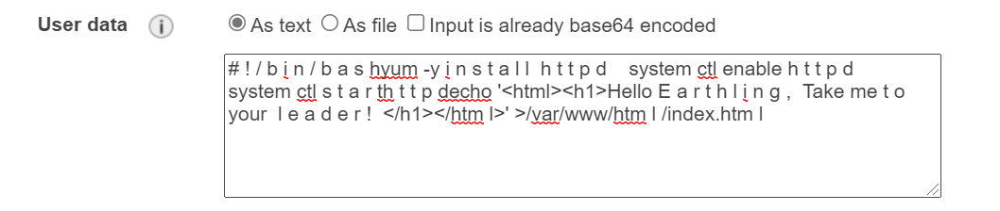 User data i As text As file Input is already base64 encoded
# ! / b i n / b a s hyum -y i n s t a l l h t t p d system ctl enable h t t p d
system ctl s t a r th t t p decho '<html><h1>Hello E a r t h l i n g , Take me t o
your l e a d e r ! </h1></htm l>' >/var/www/htm l /index.htm l